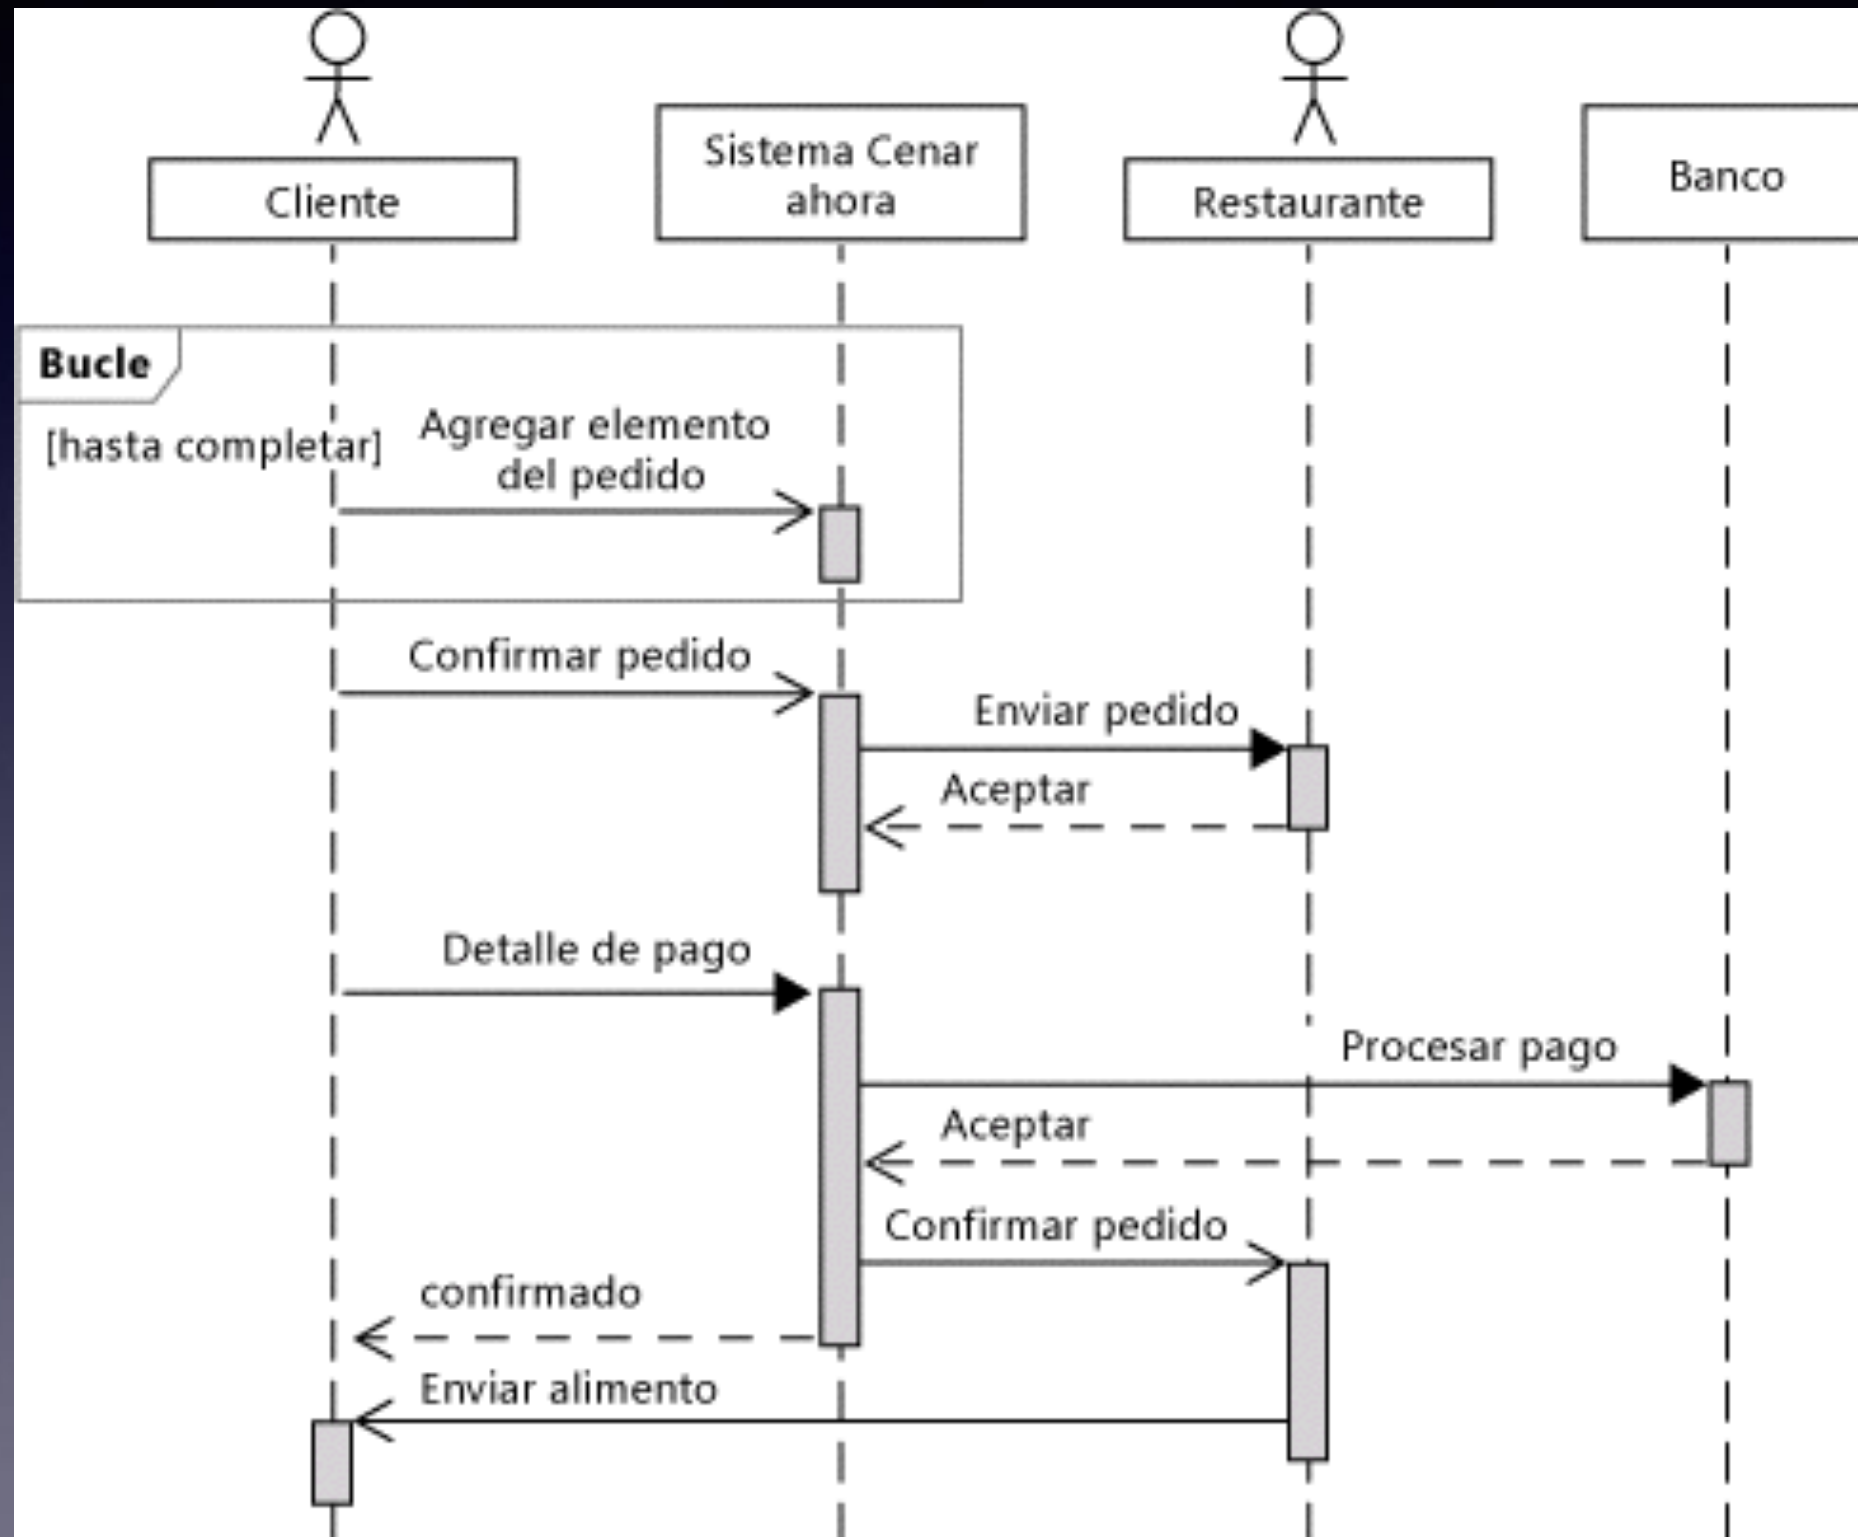 Cliente
Sistema Cenar
ahora
Restaurante
Banco
Bucle
[hasta completar]
Agregar elemento
del pedido
Confirmar pedido
Enviar pedido
Aceptar
Detalle de pago
Procesar pago
Aceptar
Confirmar pedido
confirmado
Enviar alimento